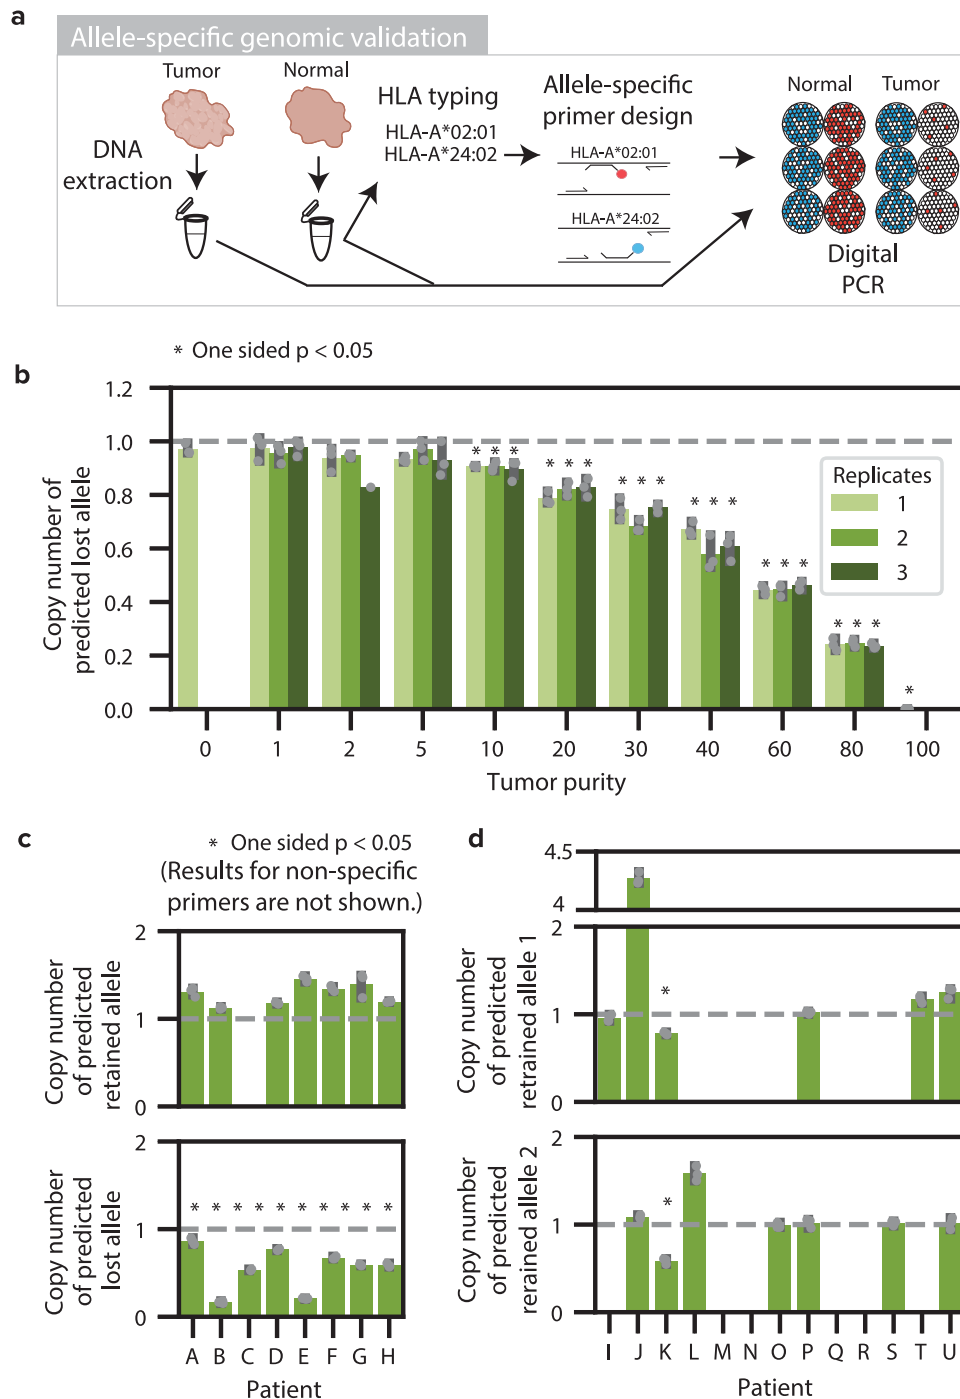 a
Allele-specific genomic validation
Tumor
Normal
HLA typing
HLA-A*02:01
HLA-A*24:02
DNA
extraction
Allele-specific
primer design
HLA-A*02:01
HLA-A*24:02
Normal
Tumor
Digital
PCR
* One sided p < 0.05
b
Copy number of
predicted lost allele
1.2
1.0
0.8
0.6
0.4
0.2
0.0
* * *
* * *
* * *
* * *
* * *
* * *
*
Replicates
1
2
3
0 1 2 5 10 20 30 40 60 80 100
Tumor purity
c
* One sided p < 0.05
(Results for non-specific
primers are not shown.)
Copy number
of predicted
retained allele
2
1
0
Copy number
of predicted
lost allele
2
1
0
* * * * * * * *
A B C D E F G H
Patient
d
Copy number
of predicted
retrained allele 1
4.5
4
2
1
0
*
Copy number
of predicted
rerained allele 2
2
1
0
*
I J K L M N O P Q R S T U
Patient